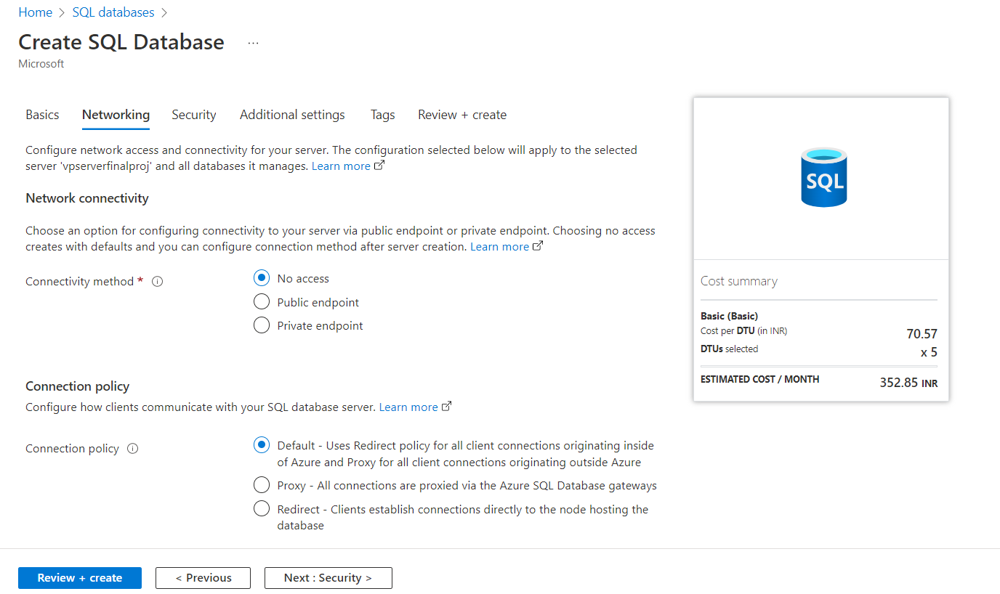 Home > SQL databases >
Create SQL Database ...
Microsoft
Basics Networking Security Additional settings Tags Review + create
Configure network access and connectivity for your server. The configuration selected below will apply to the selected
server 'vpserverfinalproj' and all databases it manages. Learn more
Network connectivity
Choose an option for configuring connectivity to your server via public endpoint or private endpoint. Choosing no access
creates with defaults and you can configure connection method after server creation. Learn more
Connectivity method *
No access
Public endpoint
Private endpoint
Connection policy
Configure how clients communicate with your SQL database server. Learn more
Connection policy
Default - Uses Redirect policy for all client connections originating inside
of Azure and Proxy for all client connections originating outside Azure
Proxy - All connections are proxied via the Azure SQL Database gateways
Redirect - Clients establish connections directly to the node hosting the
database
SQL
Cost summary
Basic (Basic)
Cost per DTU (in INR) 70.57
DTUs selected x 5
ESTIMATED COST / MONTH 352.85 INR
Review + create < Previous Next : Security >